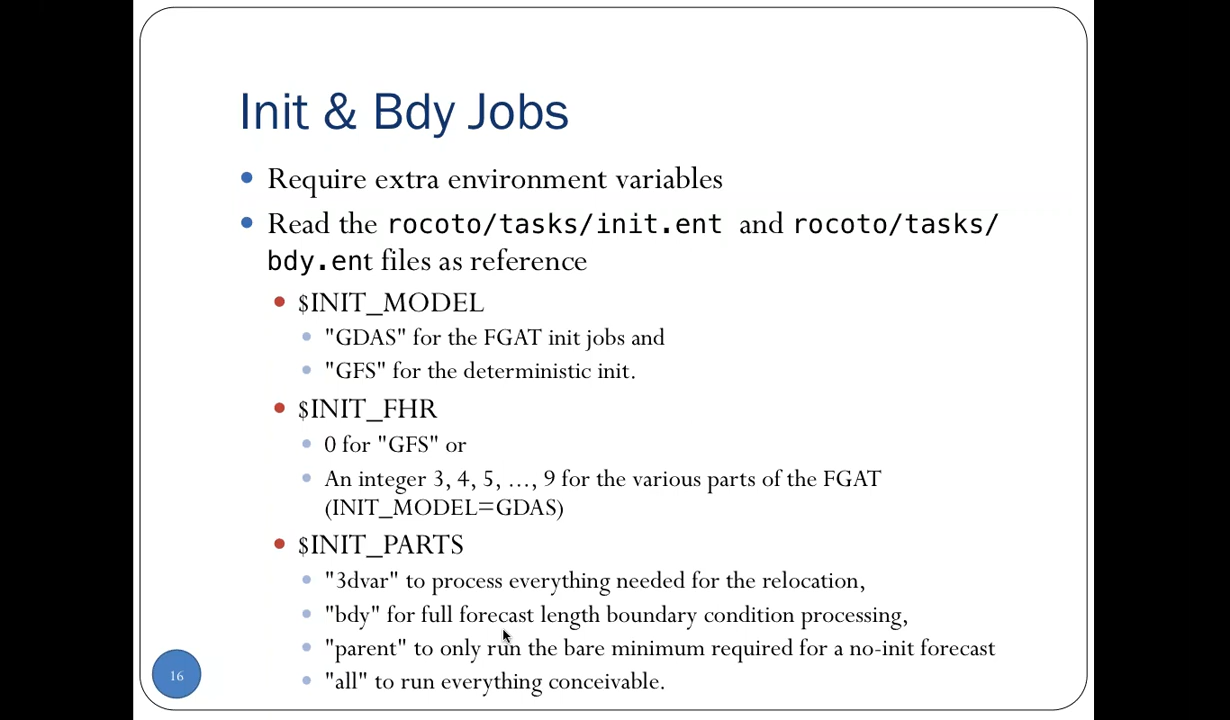 Init & Bdy Jobs
Require extra environment variables
Read the rocoto/tasks/init.ent and rocoto/tasks/
bdy.ent files as reference
$INIT_MODEL
"GDAS" for the FGAT init jobs and
"GFS" for the deterministic init.
$INIT_FHR
0 for "GFS" or
An integer 3, 4, 5, …, 9 for the various parts of the FGAT
(INIT_MODEL=GDAS)
$INIT_PARTS
"3dvar" to process everything needed for the relocation,
"bdy" for full forecast length boundary condition processing,
"parent" to only run the bare minimum required for a no-init forecast
"all" to run everything conceivable.
16